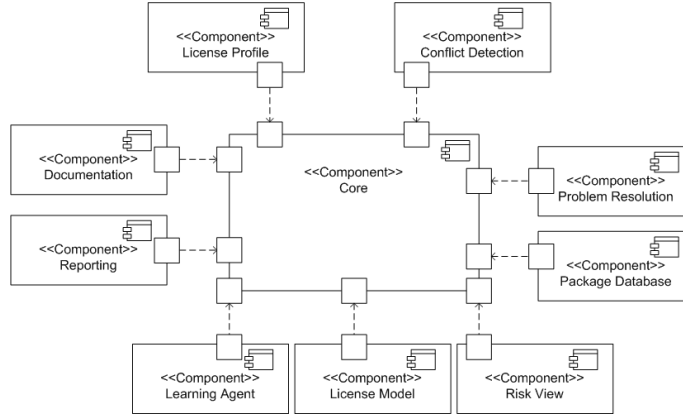 <<Component>>
License Profile
<<Component>>
Conflict Detection
<<Component>>
Documentation
<<Component>>
Core
<<Component>>
Problem Resolution
<<Component>>
Reporting
<<Component>>
Package Database
<<Component>>
Learning Agent
<<Component>>
License Model
<<Component>>
Risk View